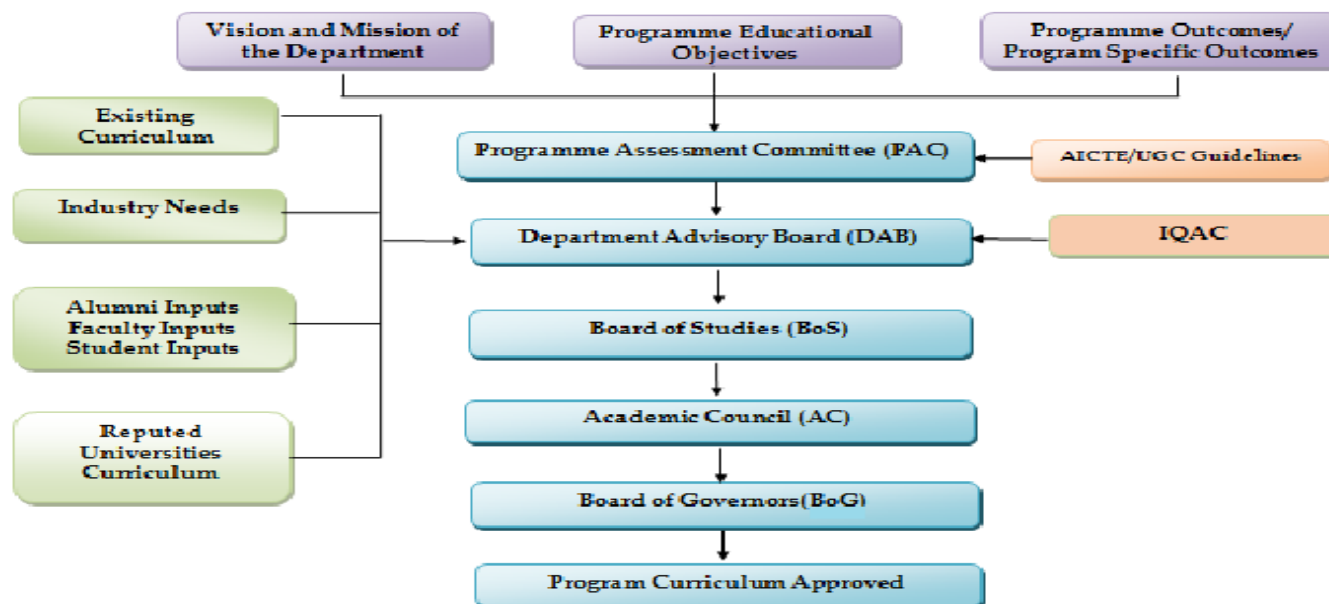 Vision and Mission of
the Department
Programme Educational
Objectives
Programme Outcomes/
Program Specific Outcomes
Existing
Curriculum
Programme Assessment Committee (PAC)
AICTE/UGC Guidelines
Industry Needs
Department Advisory Board (DAB)
IQAC
Alumni Inputs
Faculty Inputs
Student Inputs
Board of Studies (BoS)
Academic Council (AC)
Reputed
Universities
Curriculum
Board of Governors(BoG)
Program Curriculum Approved